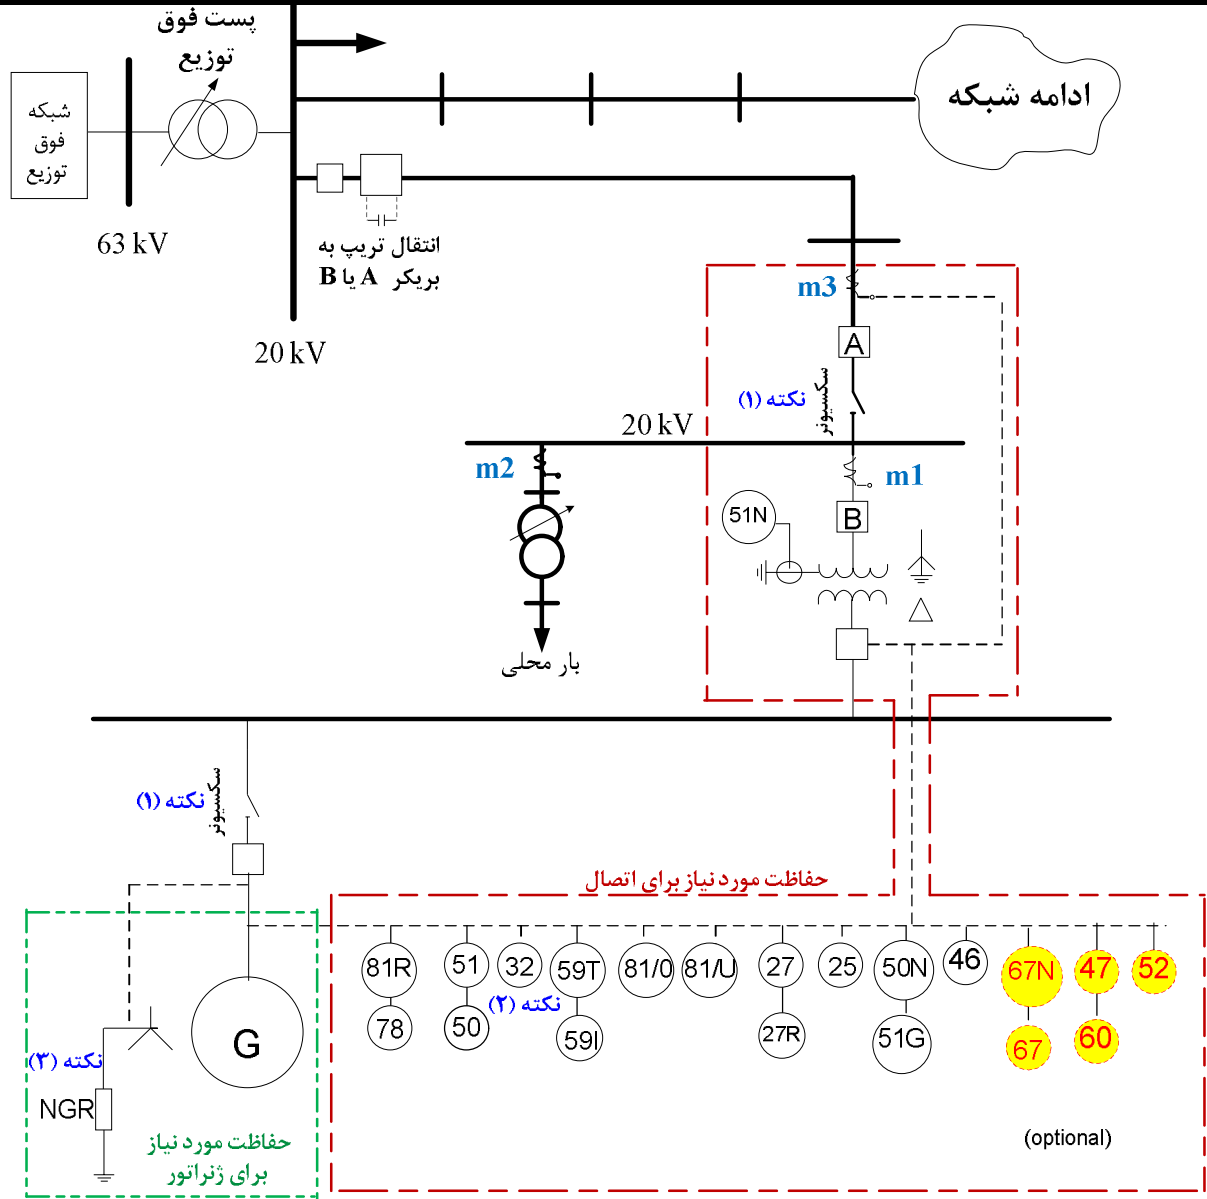 پست فوق
توزیع
شبکه
فوق
توزیع
ادامه شبکه
63 kV
انتقال تریپ به
بریکر A یا B
20 kV
m3
A
سکسیونر
نکته (۱)
20 kV
m2
m1
51N
B
بار محلی
سکسیونر
نکته (۱)
حفاظت مورد نیاز برای اتصال
81R
51
32
59T
81/0
81/U
27
25
50N
46
67N
47
52
نکته (۲)
78
50
59I
27R
51G
67
60
G
نکته (۳)
NGR
حفاظت مورد نیاز
برای ژنراتور
(optional)